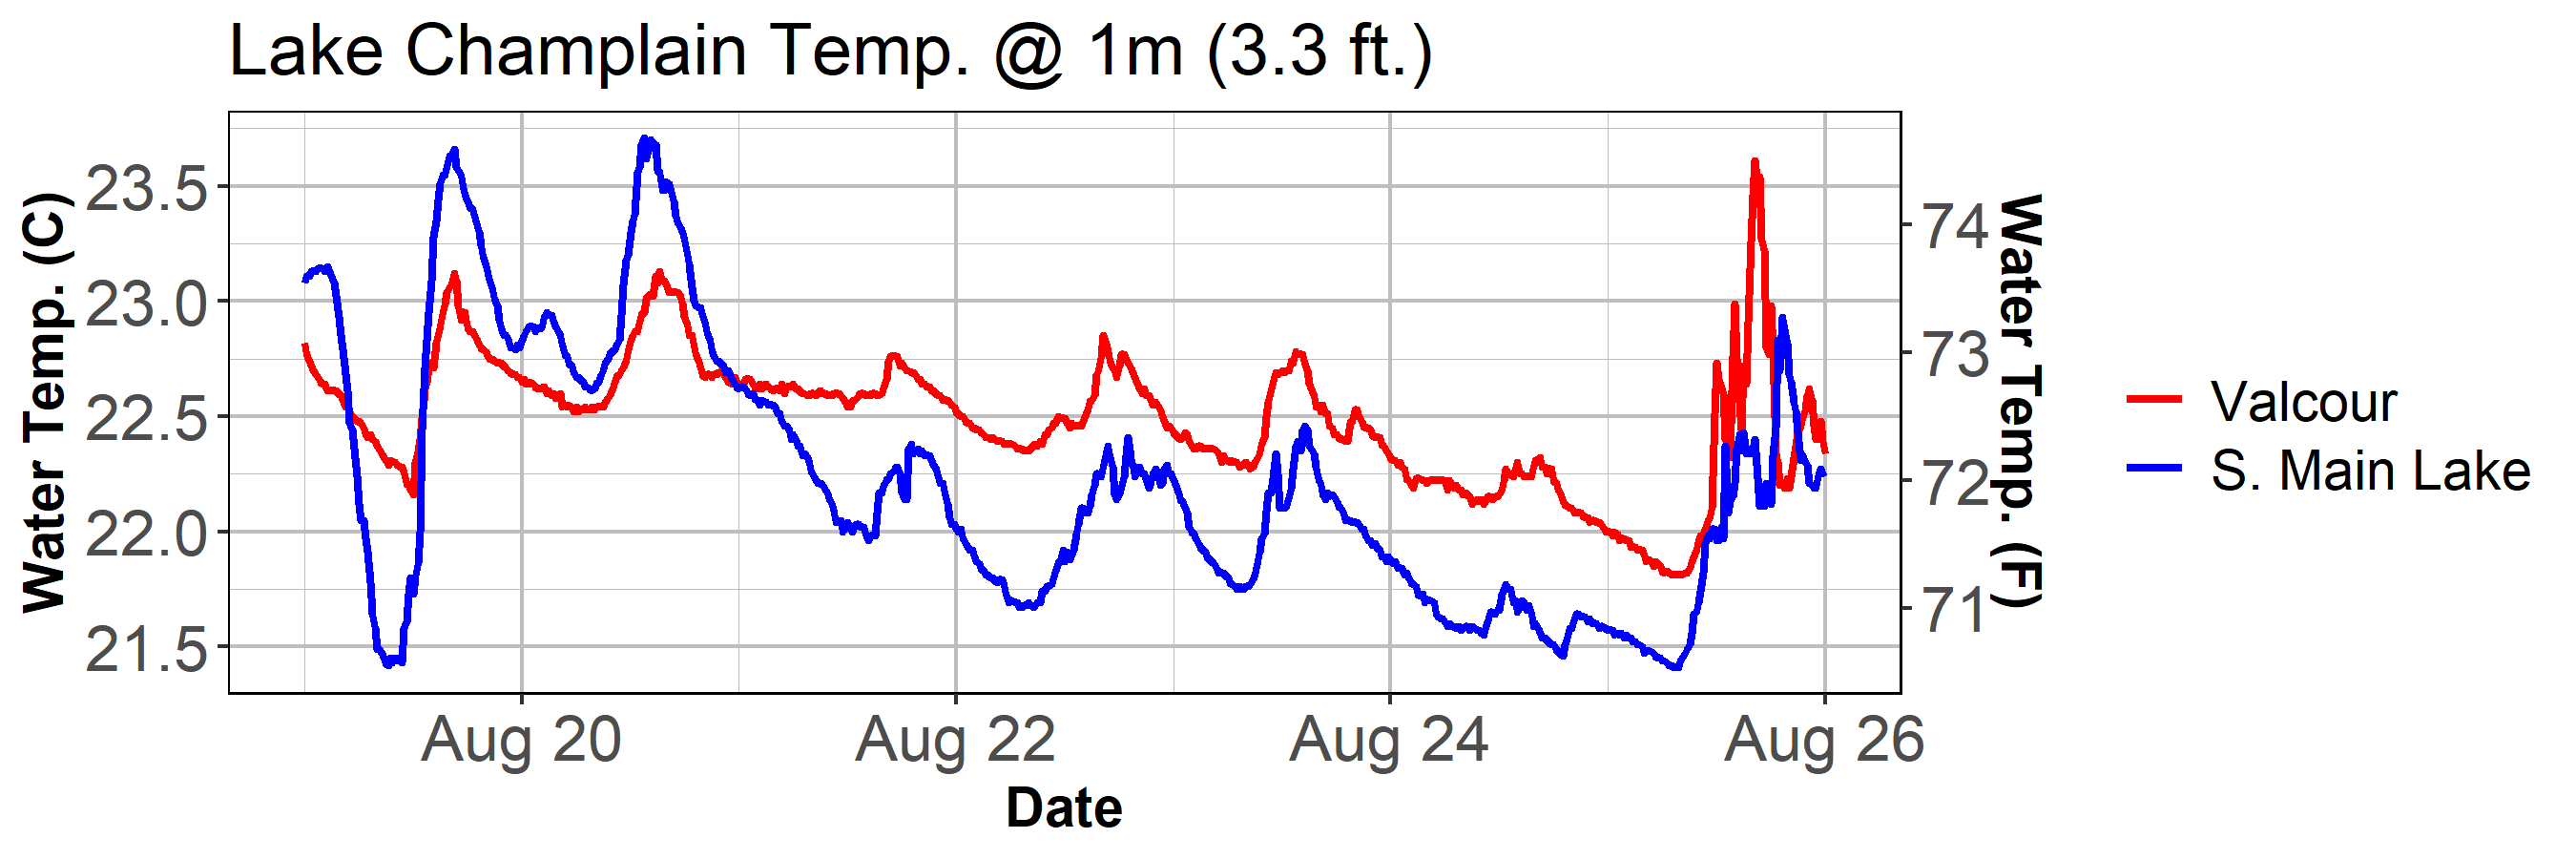 Lake Champlain Temp. @ 1m (3.3 ft.)
Water Temp. (C)
23.5
23.0
22.5
22.0
21.5
74
73
72
71
Water Temp. (F)
Aug 20
Aug 22
Aug 24
Aug 26
Date
Valcour
S. Main Lake